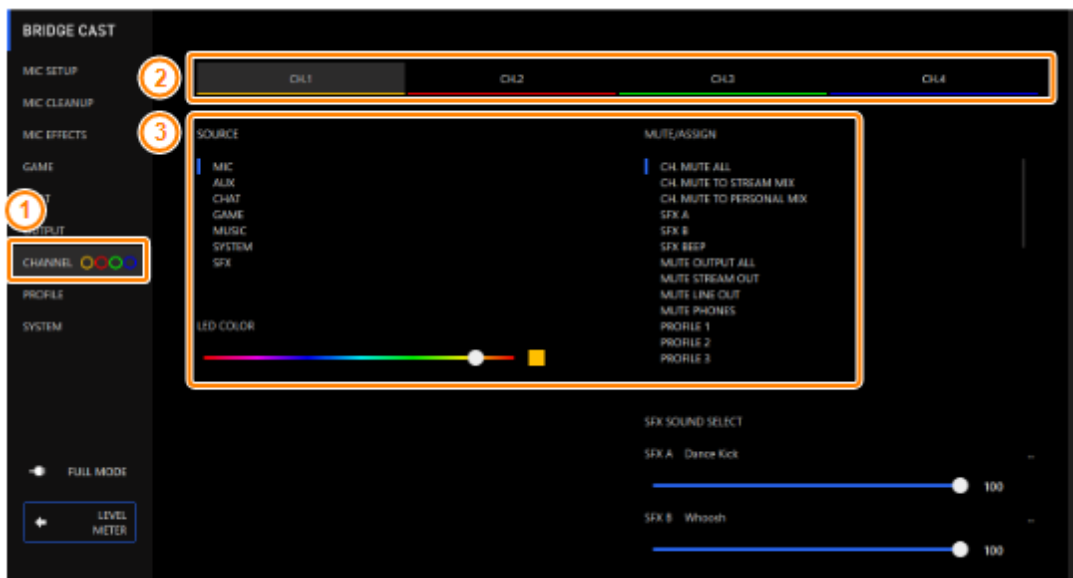 BRIDGE CAST
MIC SETUP
MIC CLEANUP
MIC EFFECTS
GAME
T
OUTPUT
CHANNEL
PROFILE
SYSTEM
FULL MODE
LEVEL
METER
1
2
CH.1 CH.2 CH.3 CH.4
3
SOURCE
MIC
AUX
CHAT
GAME
MUSIC
SYSTEM
SFX
LED COLOR
MUTE/ASSIGN
CH. MUTE ALL
CH. MUTE TO STREAM MIX
CH. MUTE TO PERSONAL MIX
SFX A
SFX B
SFX BEEP
MUTE OUTPUT ALL
MUTE STREAM OUT
MUTE LINE OUT
MUTE PHONES
PROFILE 1
PROFILE 2
PROFILE 3
SFX SOUND SELECT
SFX A Dance Kick ...
100
SFX B Whoosh ...
100